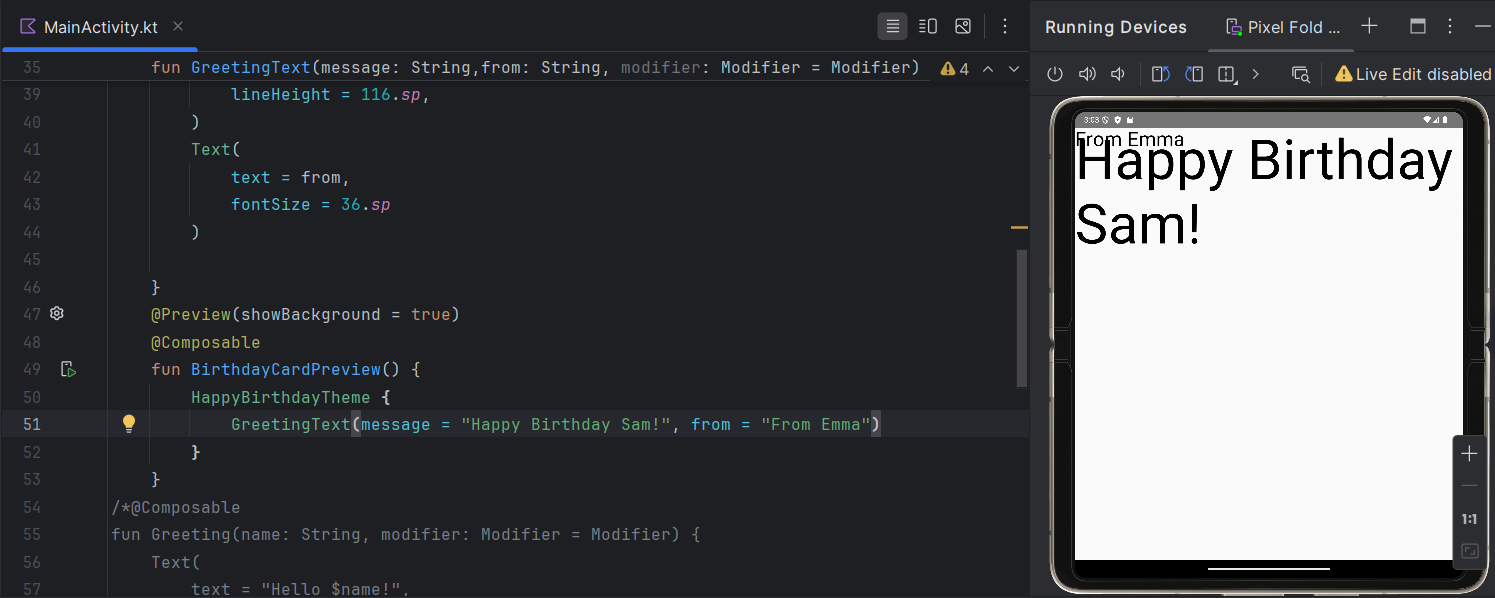 MainActivity.kt
4
35 fun GreetingText(message: String,from: String, modifier: Modifier = Modifier)
39 lineHeight = 116.sp,
40 )
41 Text(
42 text = from,
43 fontSize = 36.sp
44 )
45
46 }
47 @Preview(showBackground = true)
48 @Composable
49 fun BirthdayCardPreview() {
50 HappyBirthdayTheme {
51 GreetingText(message = "Happy Birthday Sam!", from = "From Emma")
52 }
53 }
54 /*@Composable
55 fun Greeting(name: String, modifier: Modifier = Modifier) {
56 Text(
57 text = "Hello $name!",
Running Devices
Pixel Fold ...
Live Edit disabled
3:03
From Emma
Happy Birthday
Sam!
1:1